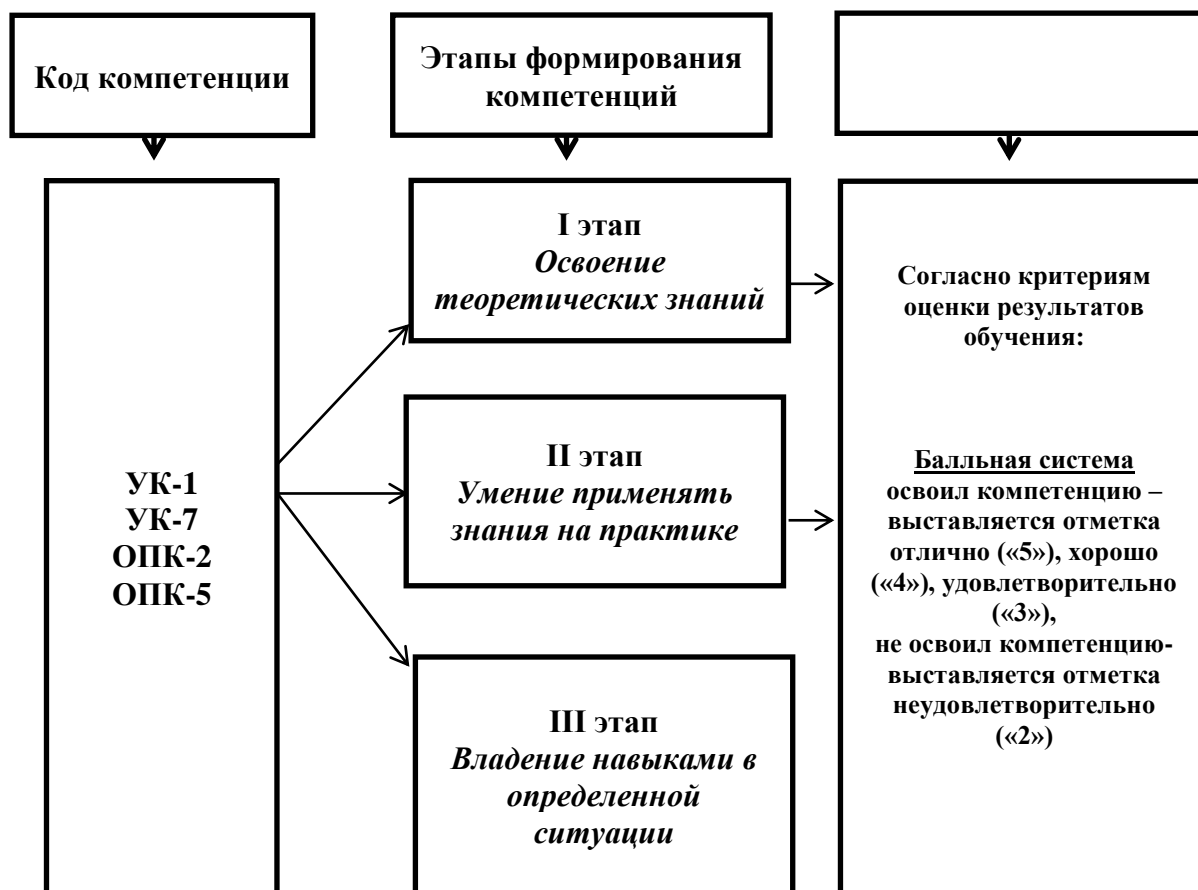 Код компетенции
Этапы формирования
компетенций
УК-1
УК-7
ОПК-2
ОПК-5
I этап
Освоение
теоретических знаний
II этап
Умение применять
знания на практике
III этап
Владение навыками в
определенной
ситуации
Согласно критериям
оценки результатов
обучения:
Балльная система
освоил компетенцию –
выставляется отметка
отлично («5»), хорошо
(«4»), удовлетворительно
(«3»),
не освоил компетенцию-
выставляется отметка
неудовлетворительно
(«2»)